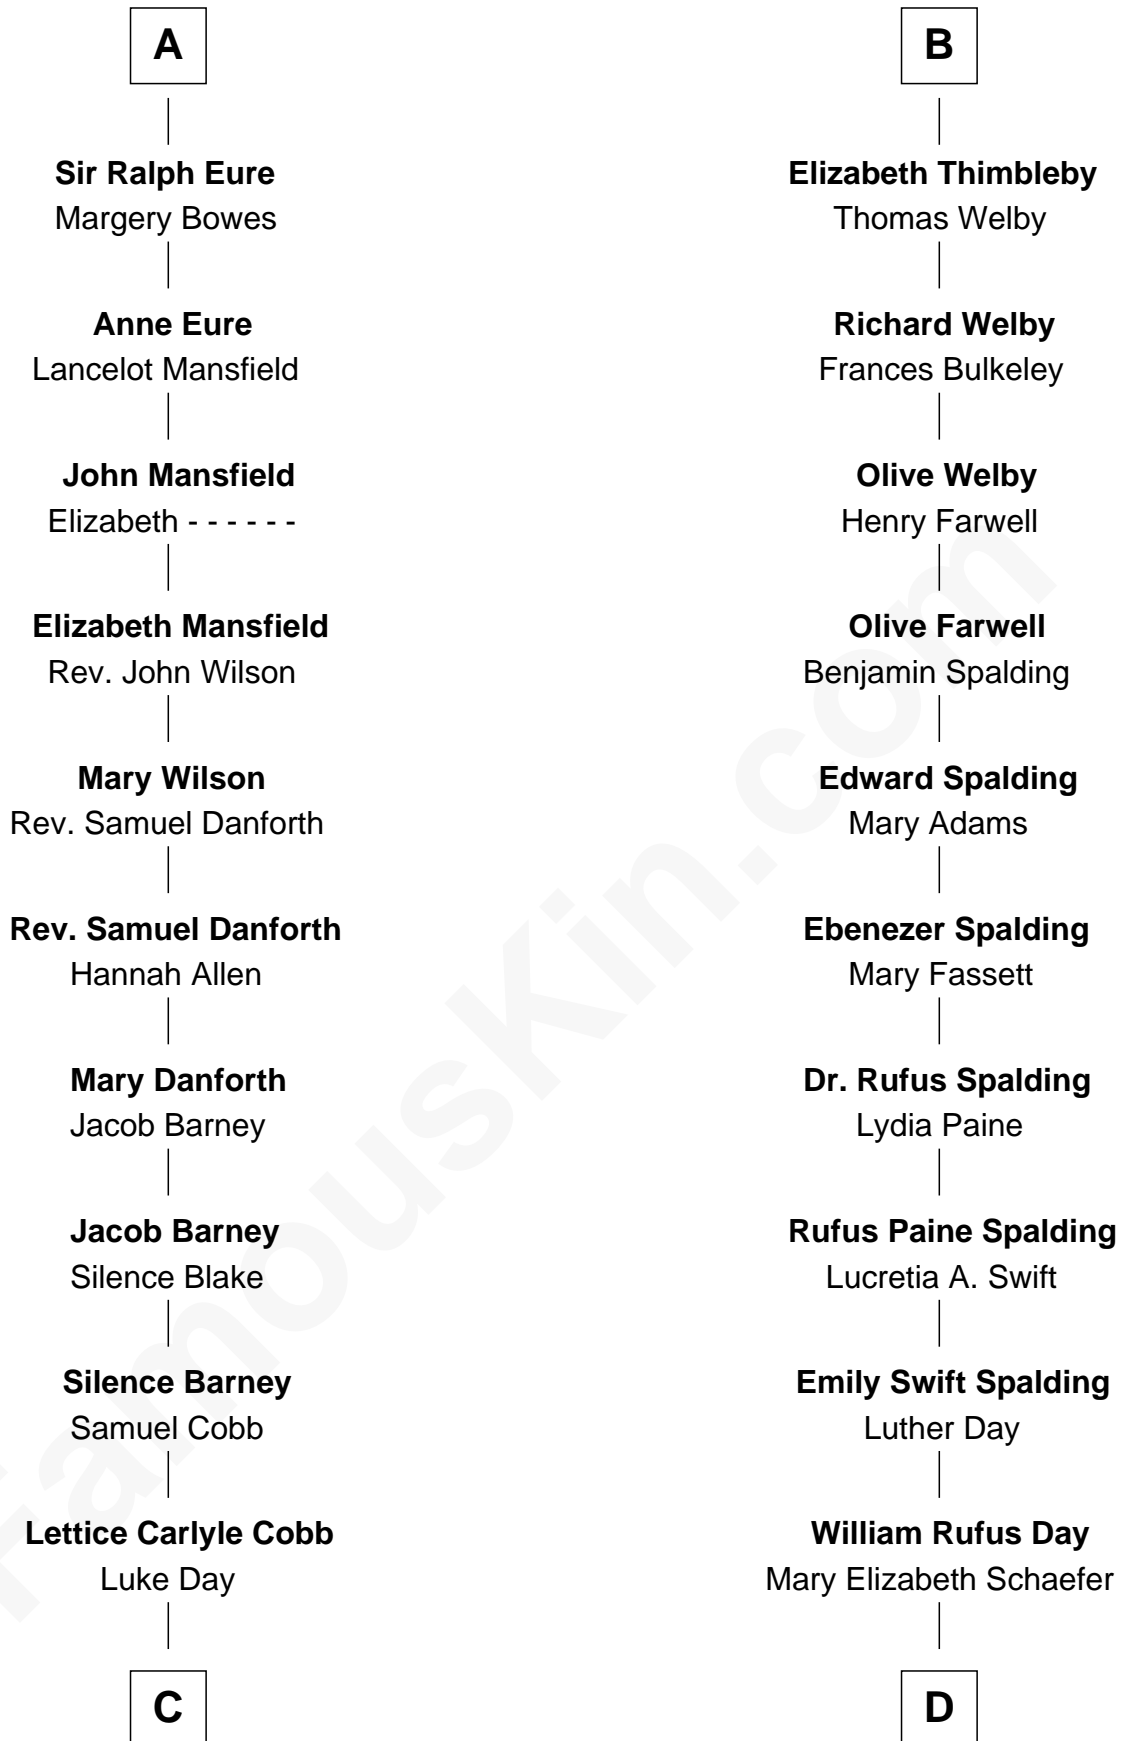 A
Sir Ralph Eure
Margery Bowes
Anne Eure
Lancelot Mansfield
John Mansfield
Elizabeth - - - - - -
Elizabeth Mansfield
Rev. John Wilson
Mary Wilson
Rev. Samuel Danforth
Rev. Samuel Danforth
Hannah Allen
Mary Danforth
Jacob Barney
Jacob Barney
Silence Blake
Silence Barney
Samuel Cobb
Lettice Carlyle Cobb
Luke Day
C
B
Elizabeth Thimbleby
Thomas Welby
Richard Welby
Frances Bulkeley
Olive Welby
Henry Farwell
Olive Farwell
Benjamin Spalding
Edward Spalding
Mary Adams
Ebenezer Spalding
Mary Fassett
Dr. Rufus Spalding
Lydia Paine
Rufus Paine Spalding
Lucretia A. Swift
Emily Swift Spalding
Luther Day
William Rufus Day
Mary Elizabeth Schaefer
D
FamousKin.com